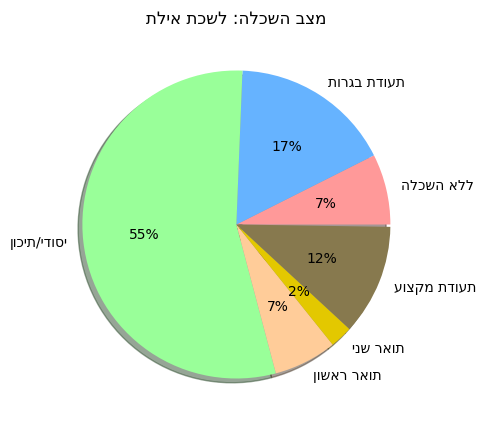 מצב השכלה: לשכת אילת
תעודת בגרות
17%
ללא השכלה
7%
55%
יסודי/תיכון
12%
תעודת מקצוע
2%
7%
תואר שני
תואר ראשון